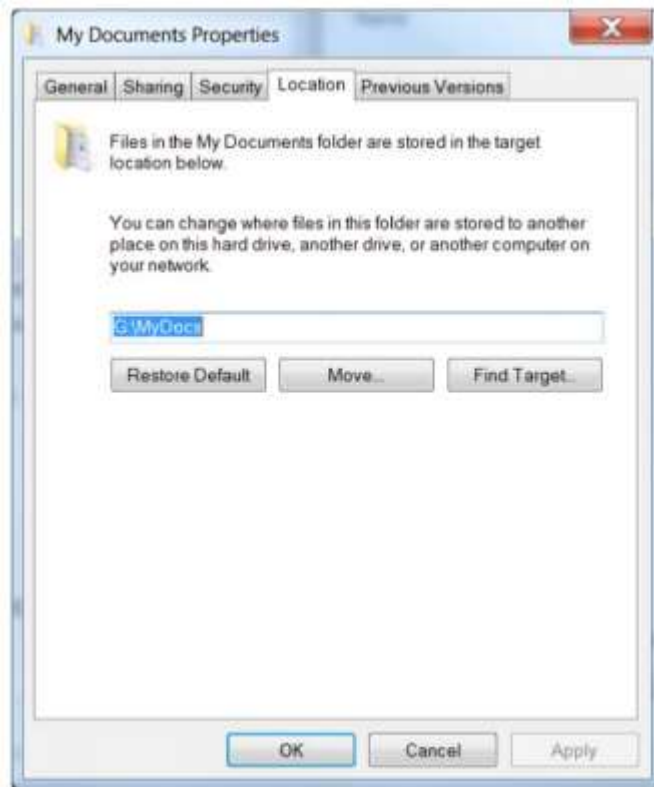 My Documents Properties
General Sharing Security Location Previous Versions
Files in the My Documents folder are stored in the target
location below.
You can change where files in this folder are stored to another
place on this hard drive, another drive, or another computer on
your network.
G:\MyDocs
Restore Default Move... Find Target...
OK Cancel Apply